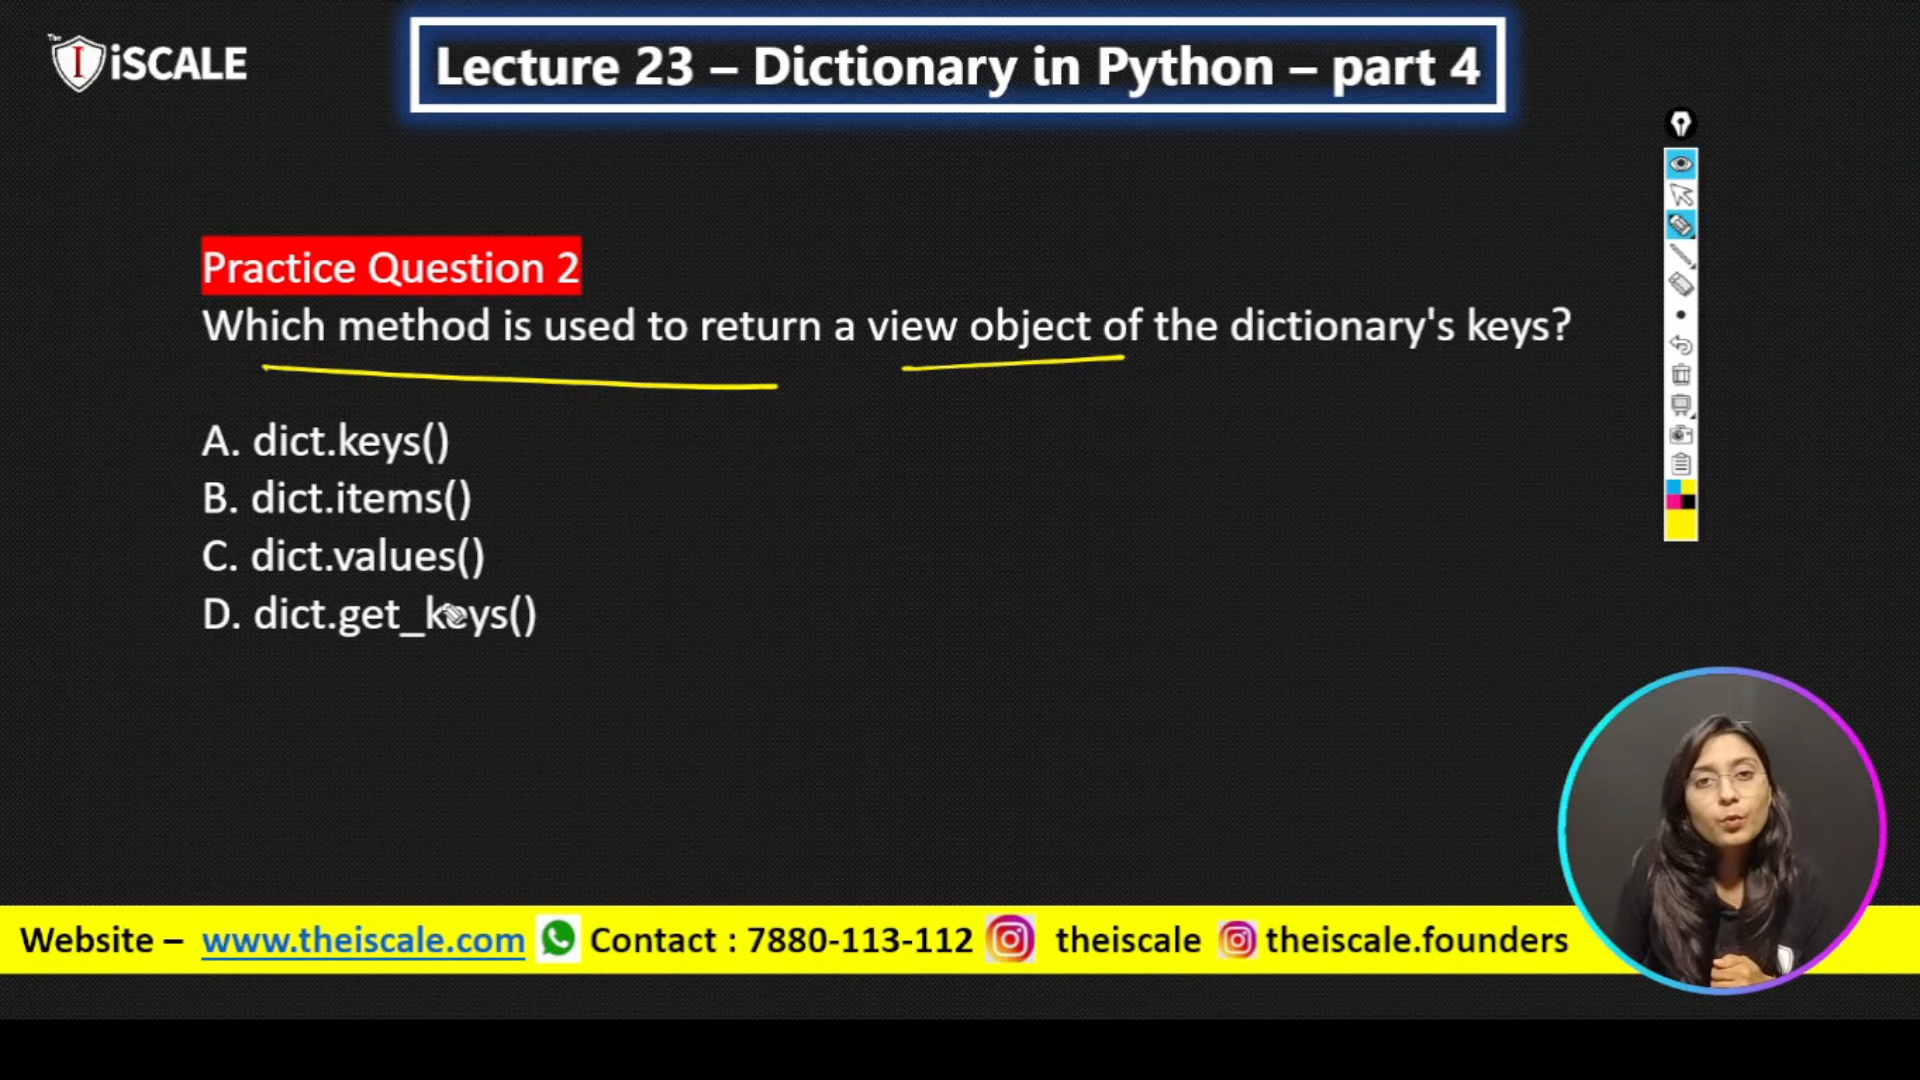 The
I
iSCALE
Lecture 23 – Dictionary in Python – part 4
Practice Question 2
Which method is used to return a view object of the dictionary's keys?
A. dict.keys()
B. dict.items()
C. dict.values()
D. dict.get_keys()
Website – www.theiscale.com Contact : 7880-113-112 theiscale theiscale.founders